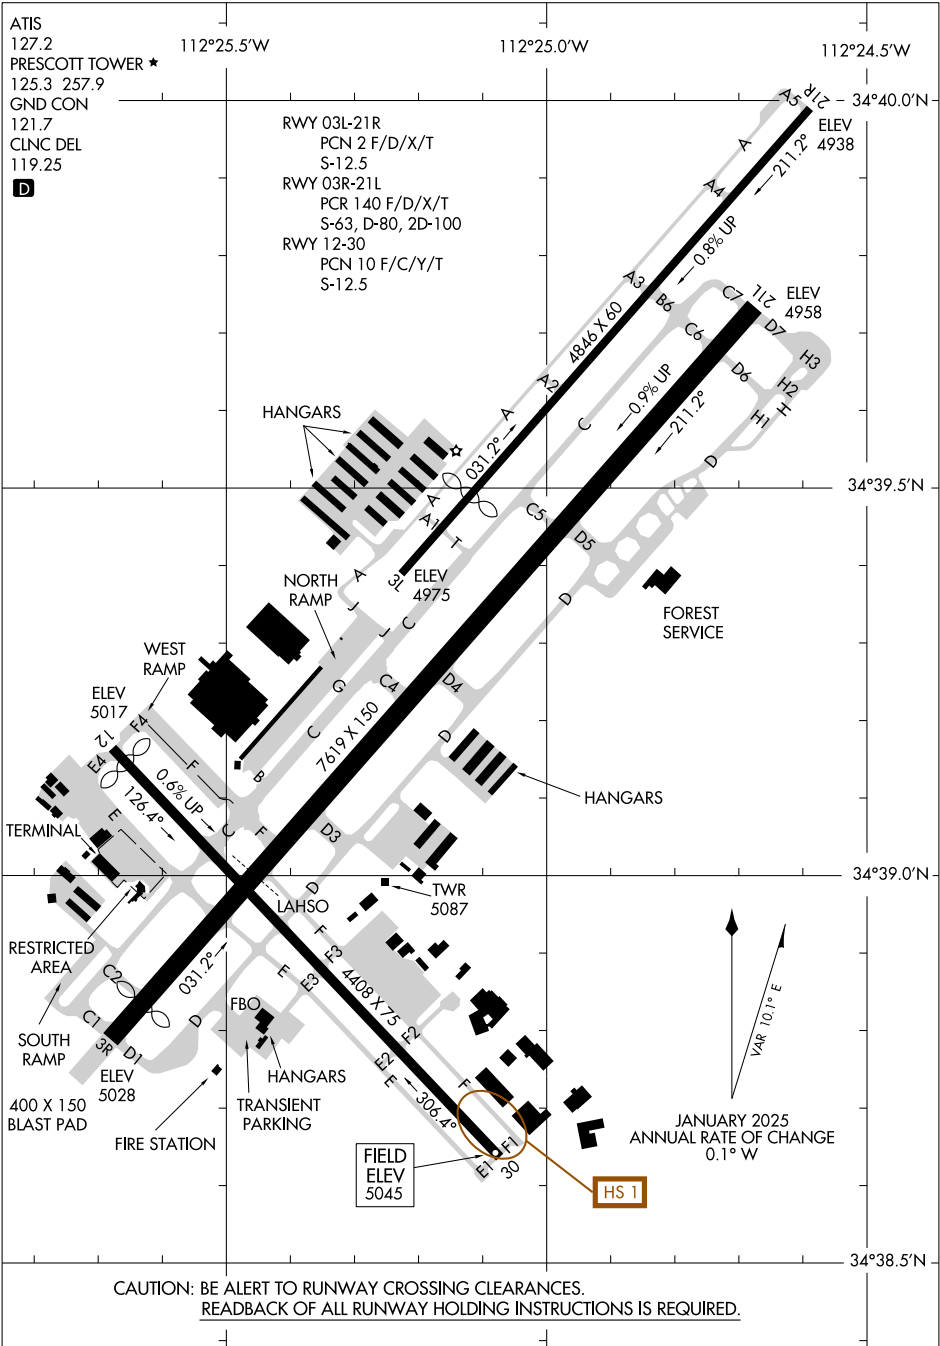 ATIS
127.2
PRESCOTT TOWER ★
125.3 257.9
GND CON
121.7
CLNC DEL
119.25
D
112°25.5'W
112°25.0'W
112°24.5'W
34°40.0'N
34°39.5'N
34°39.0'N
34°38.5'N
RWY 03L-21R
PCN 2 F/D/X/T
S-12.5
RWY 03R-21L
PCR 140 F/D/X/T
S-63, D-80, 2D-100
RWY 12-30
PCN 10 F/C/Y/T
S-12.5
A5
21R
ELEV
4938
A
211.2°
A4
0.8% UP
A3
B6
C6
C7
21L
ELEV
4958
D7
H3
H2
H
H1
D6
4846 X 60
0.9% UP
211.2°
A2
A
C
D
HANGARS
031.2°
A
A1
T
C5
D5
3L
ELEV
4975
A
NORTH
RAMP
J
J
C
D
FOREST
SERVICE
WEST
RAMP
ELEV
5017
G
C4
D4
12
F4
E4
C
7619 X 150
D
F
B
HANGARS
0.6% UP
126.4°
E
C
F
D3
TERMINAL
D
LAHSO
TWR
5087
RESTRICTED
AREA
F
F3
E
E3
C2
031.2°
4408 X 75
FBO
D
C1
3R
D1
SOUTH
RAMP
ELEV
5028
F2
E2
E
F
HANGARS
TRANSIENT
PARKING
400 X 150
BLAST PAD
FIRE STATION
306.4°
FIELD
ELEV
5045
F1
E1
30
HS 1
VAR 10.1° E
JANUARY 2025
ANNUAL RATE OF CHANGE
0.1° W
CAUTION: BE ALERT TO RUNWAY CROSSING CLEARANCES.
READBACK OF ALL RUNWAY HOLDING INSTRUCTIONS IS REQUIRED.